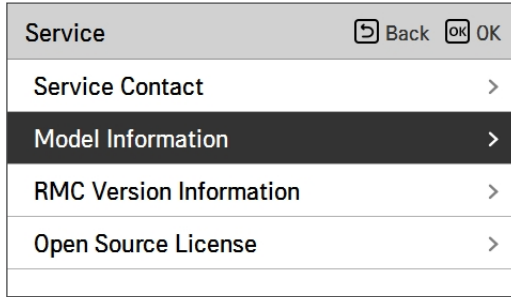 Service Back OK OK
Service Contact
Model Information
RMC Version Information
Open Source License